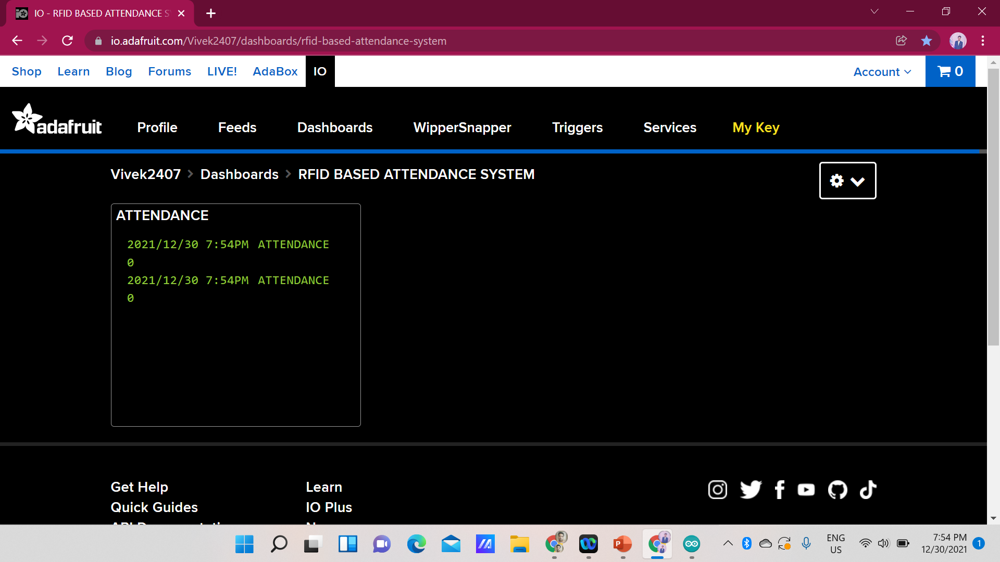 IO - RFID BASED ATTENDANCE S
io.adafruit.com/Vivek2407/dashboards/rfid-based-attendance-system
Shop Learn Blog Forums LIVE! AdaBox IO Account 0
adafruit Profile Feeds Dashboards WipperSnapper Triggers Services My Key
Vivek2407 > Dashboards > RFID BASED ATTENDANCE SYSTEM
ATTENDANCE
2021/12/30 7:54PM ATTENDANCE
0
2021/12/30 7:54PM ATTENDANCE
0
Get Help Learn
Quick Guides IO Plus
ENG 7:54 PM
US 12/30/2021 1